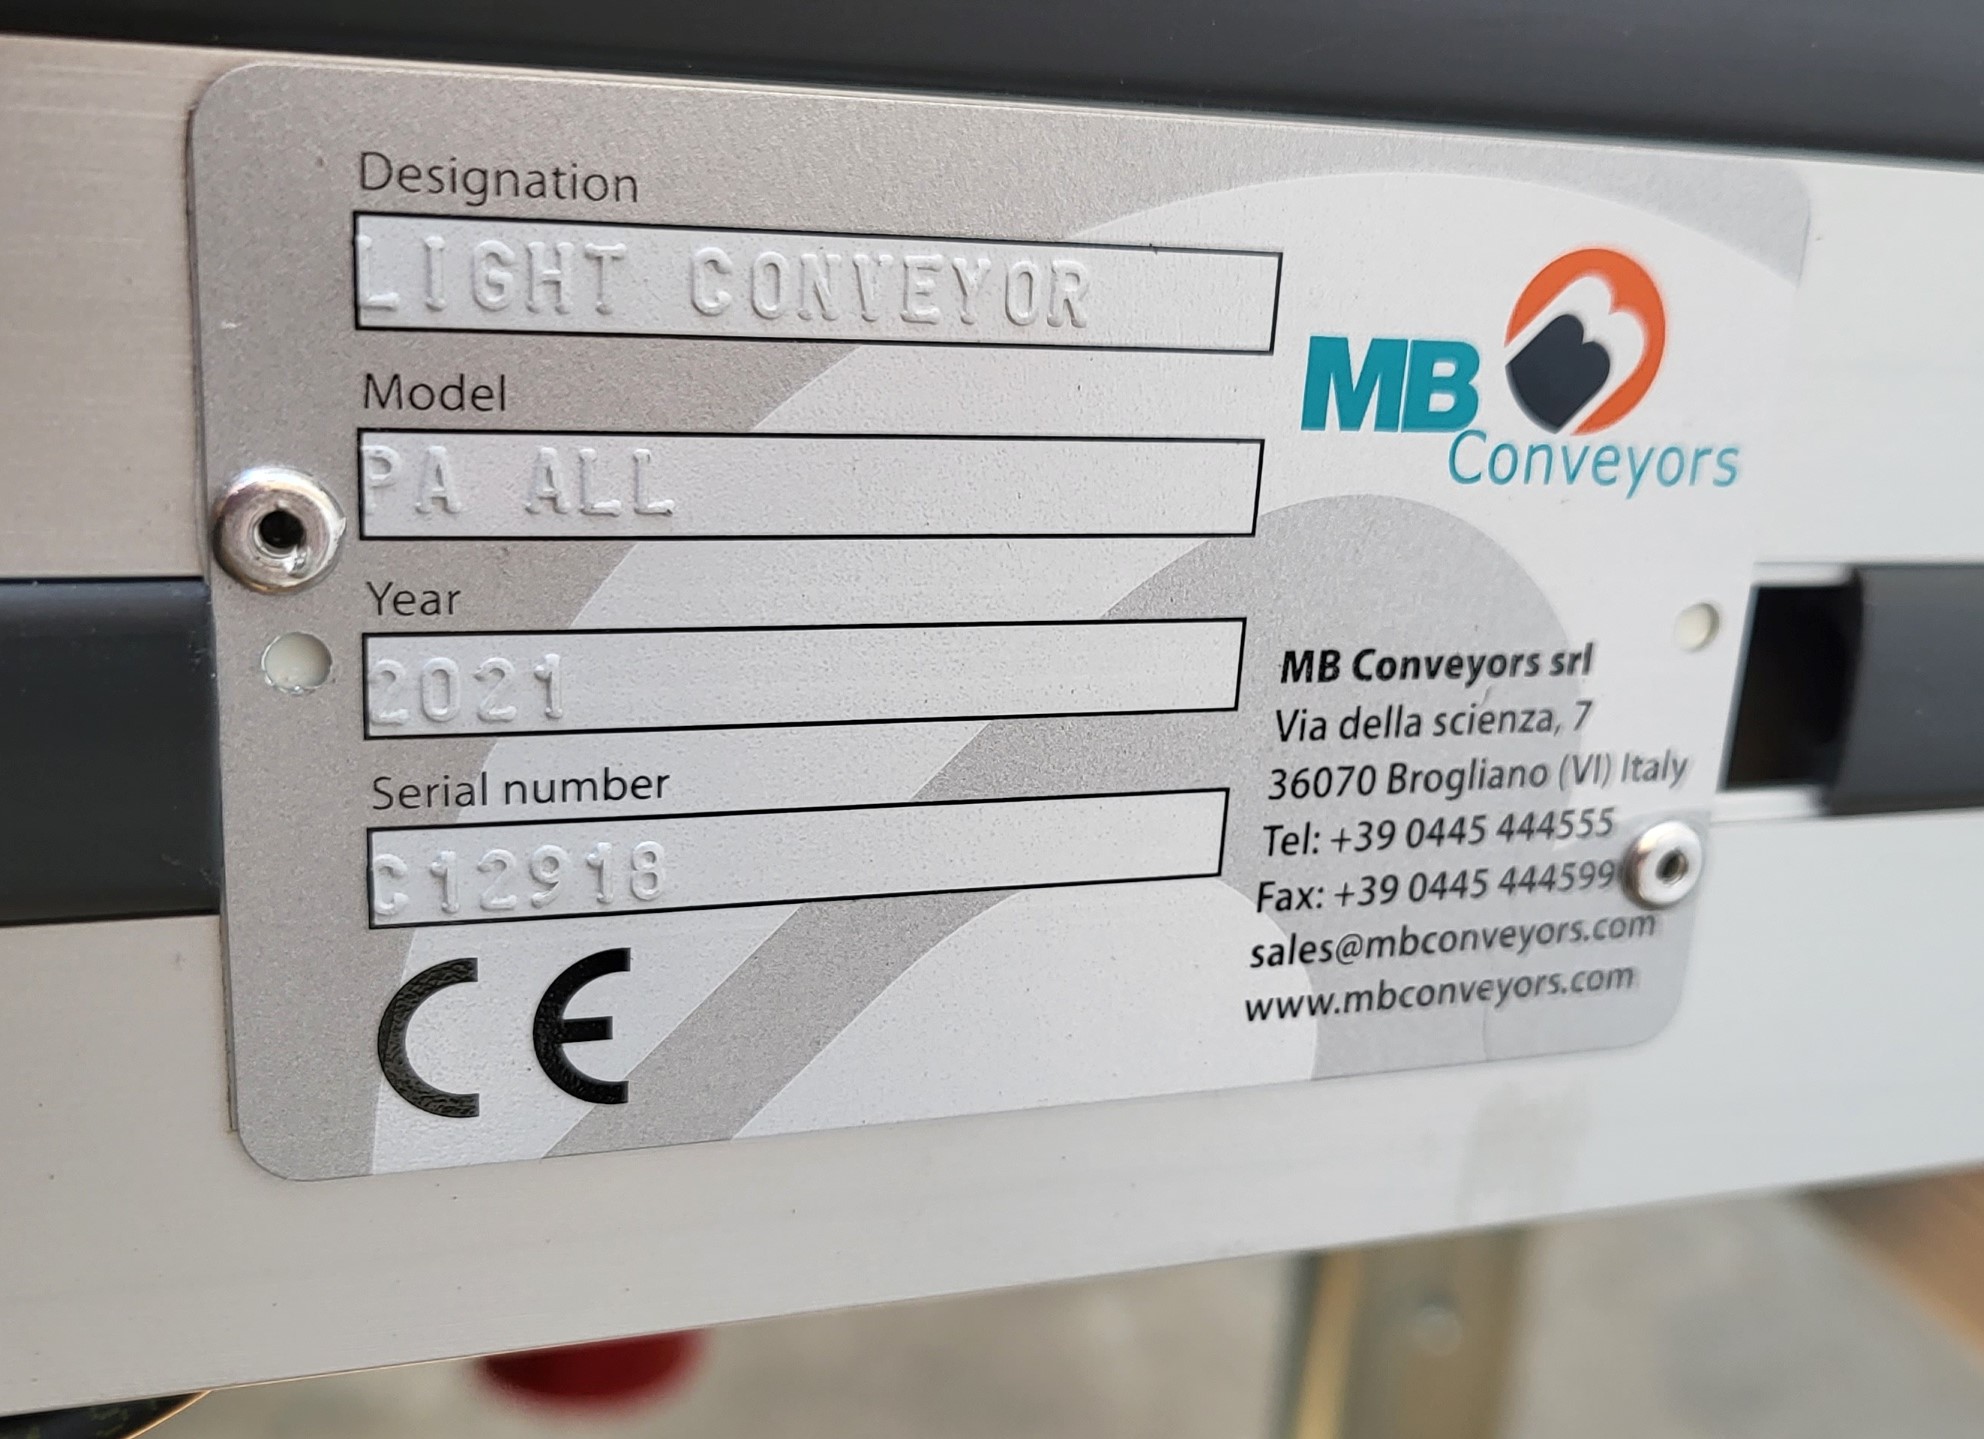 Designation
LIGHT CONVEYOR
Model
PA ALL
Year
2021
Serial number
C12918
CE
MB
Conveyors
MB Conveyors srl
Via della scienza, 7
36070 Brogliano (VI) Italy
Tel: +39 0445 444555
Fax: +39 0445 444599
sales@mbconveyors.com
www.mbconveyors.com